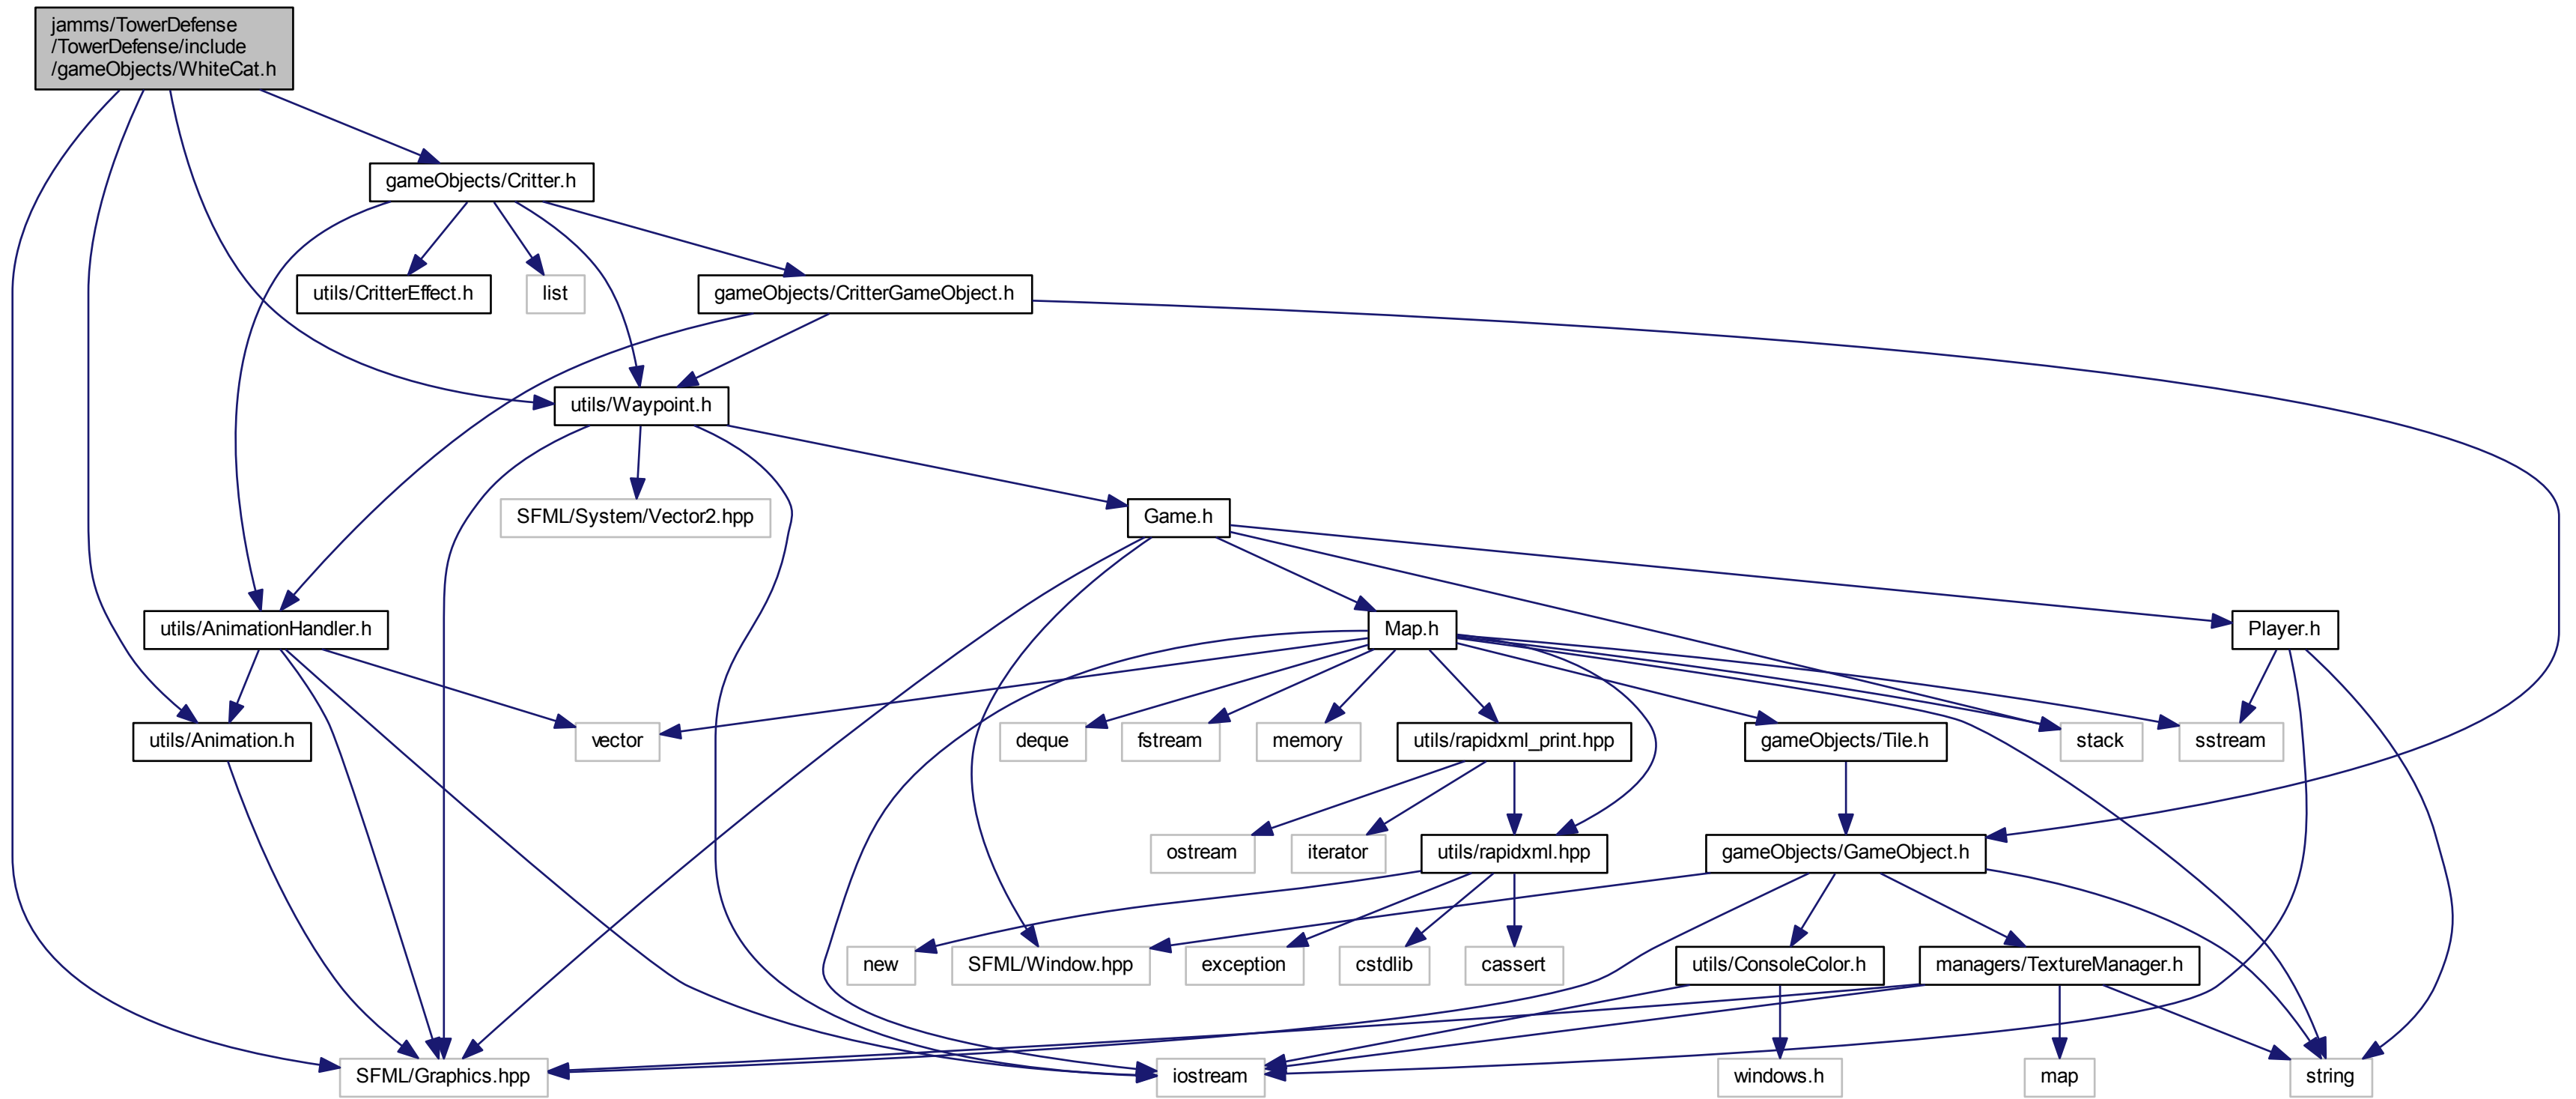 jamms/TowerDefense
/TowerDefense/include
/gameObjects/WhiteCat.h
gameObjects/Critter.h
utils/CritterEffect.h
list
gameObjects/CritterGameObject.h
utils/Waypoint.h
SFML/System/Vector2.hpp
Game.h
utils/AnimationHandler.h
Map.h
Player.h
utils/Animation.h
vector
deque
fstream
memory
utils/rapidxml_print.hpp
gameObjects/Tile.h
stack
sstream
ostream
iterator
utils/rapidxml.hpp
gameObjects/GameObject.h
new
SFML/Window.hpp
exception
cstdlib
cassert
utils/ConsoleColor.h
managers/TextureManager.h
SFML/Graphics.hpp
iostream
windows.h
map
string